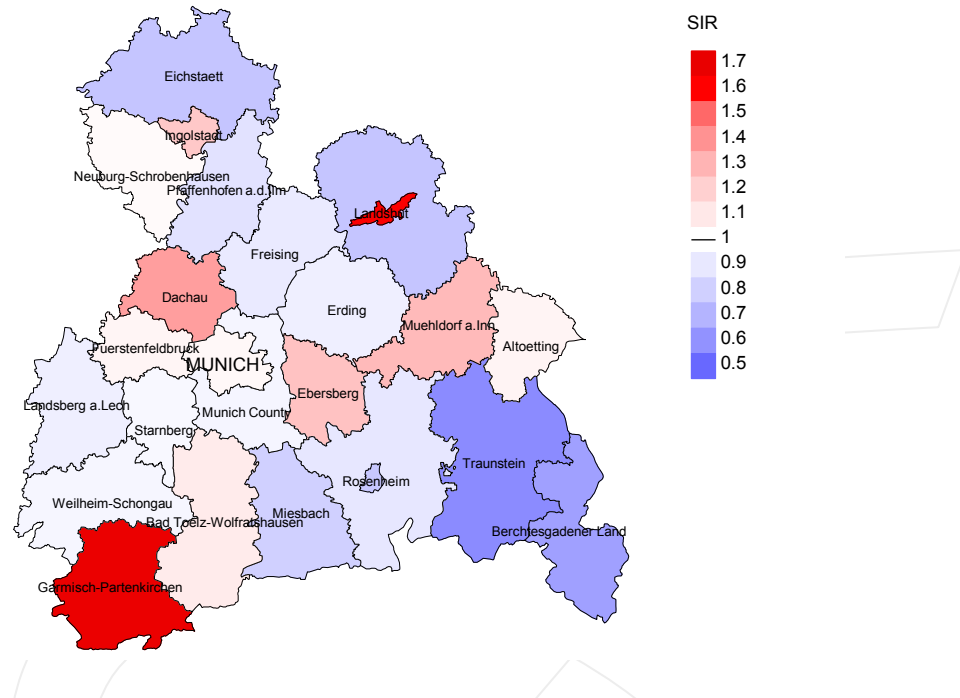 SIR
1.7
1.6
1.5
1.4
1.3
1.2
1.1
1
0.9
0.8
0.7
0.6
0.5
Eichstaett
Ingolstadt
Neuburg-Schrobenhausen
Pfaffenhofen a.d.Ilm
Landshut
Freising
Dachau
Erding
Muehldorf a.Inn
Altoetting
Fuerstenfeldbruck
MUNICH
Ebersberg
Landsberg a.Lech
Munich County
Starnberg
Traunstein
Rosenheim
Weilheim-Schongau
Miesbach
Bad Toelz-Wolfratshausen
Berchtesgadener Land
Garmisch-Partenkirchen